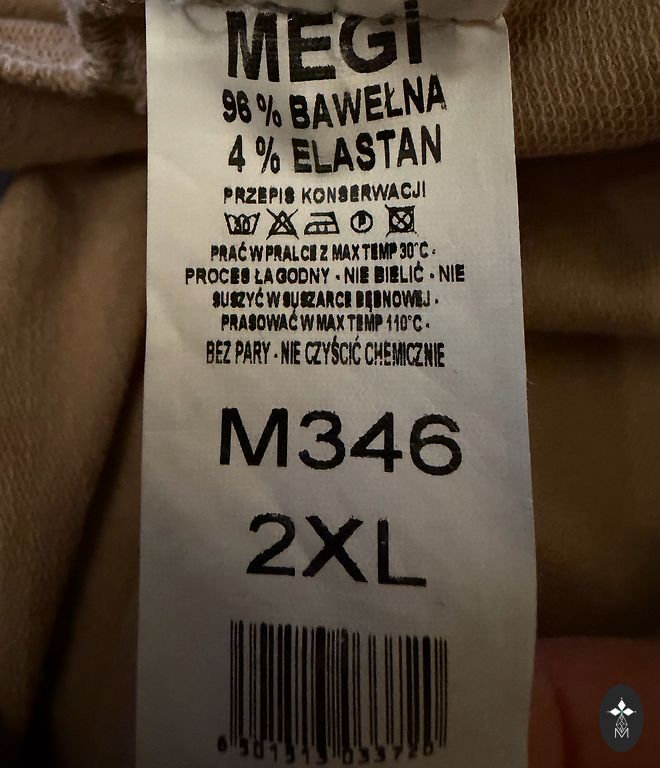 MEGI
96 % BAWEŁNA
4 % ELASTAN
PRZEPIS KONSERWACJI
30 P
PRAĆ W PRALCE Z MAX TEMP 30°C -
PROCES ŁAGODNY - NIE BIELIĆ - NIE
SUSZYĆ W SUSZARCE BĘBNOWEJ -
PRASOWAĆ W MAX TEMP 110°C -
BEZ PARY - NIE CZYŚCIĆ CHEMICZNIE
M346
2XL
M